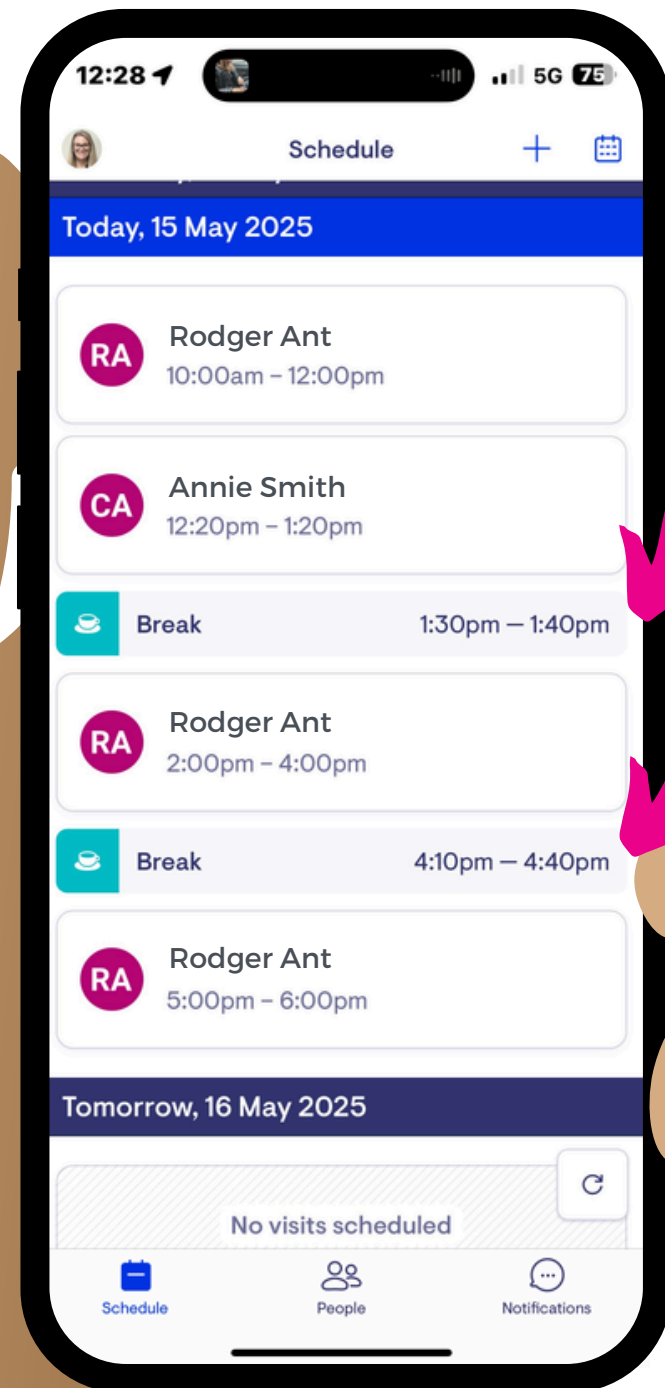 12:28
5G 75
Schedule
Today, 15 May 2025
RA
Rodger Ant
10:00am – 12:00pm
CA
Annie Smith
12:20pm – 1:20pm
Break 1:30pm — 1:40pm
RA
Rodger Ant
2:00pm – 4:00pm
Break 4:10pm — 4:40pm
RA
Rodger Ant
5:00pm – 6:00pm
Tomorrow, 16 May 2025
No visits scheduled
Schedule People Notifications